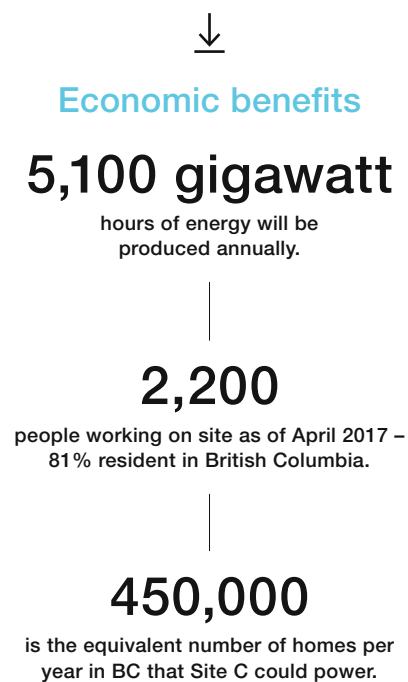 Economic benefits
5,100 gigawatt
hours of energy will be
produced annually.
2,200
people working on site as of April 2017 –
81% resident in British Columbia.
450,000
is the equivalent number of homes per
year in BC that Site C could power.